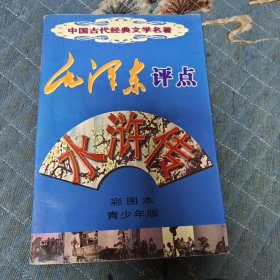 中国古代经典文学名著
毛泽东评点
水浒传
彩图本
青少年版